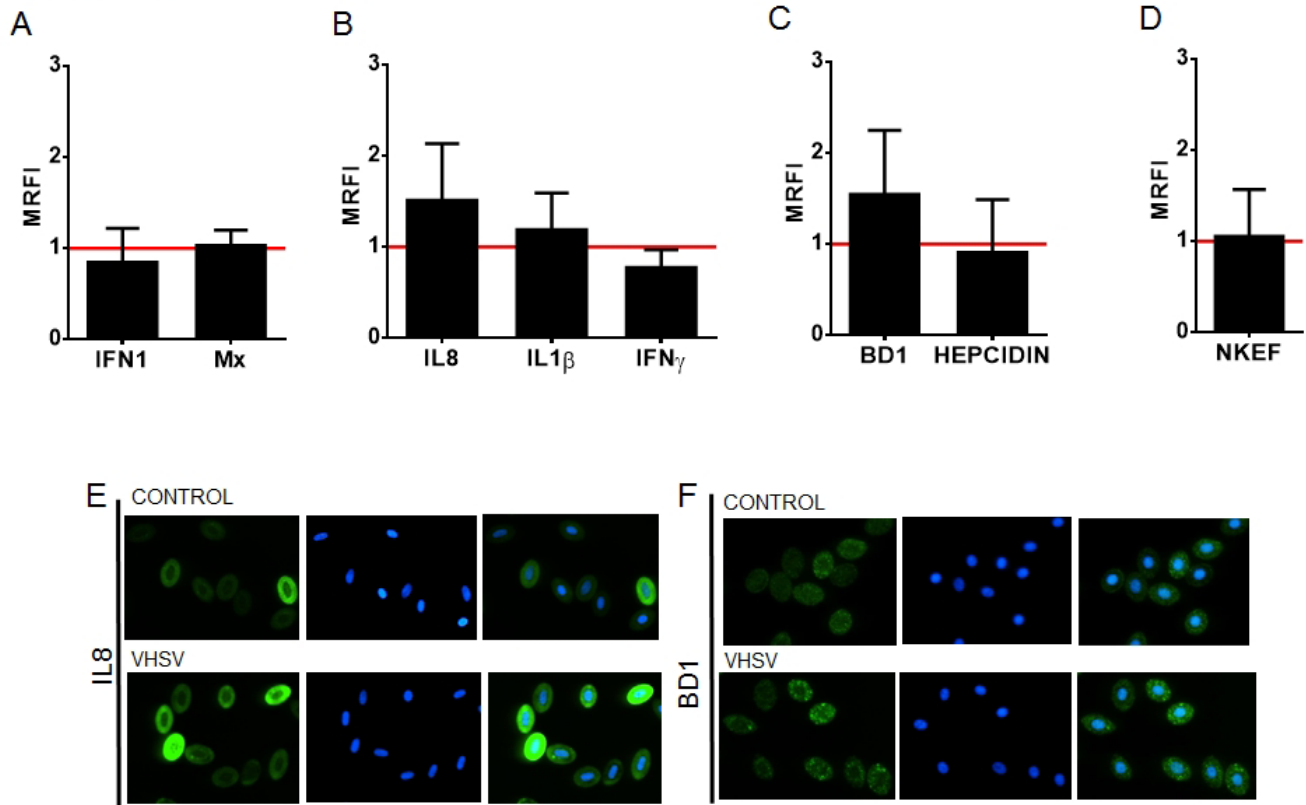 A
MRFI
3
2
1
0
IFN1 Mx
B
MRFI
3
2
1
0
IL8 IL1β IFNγ
C
MRFI
3
2
1
0
BD1 HEPCIDIN
D
MRFI
3
2
1
0
NKEF
E
IL8
CONTROL
VHSV
F
BD1
CONTROL
VHSV